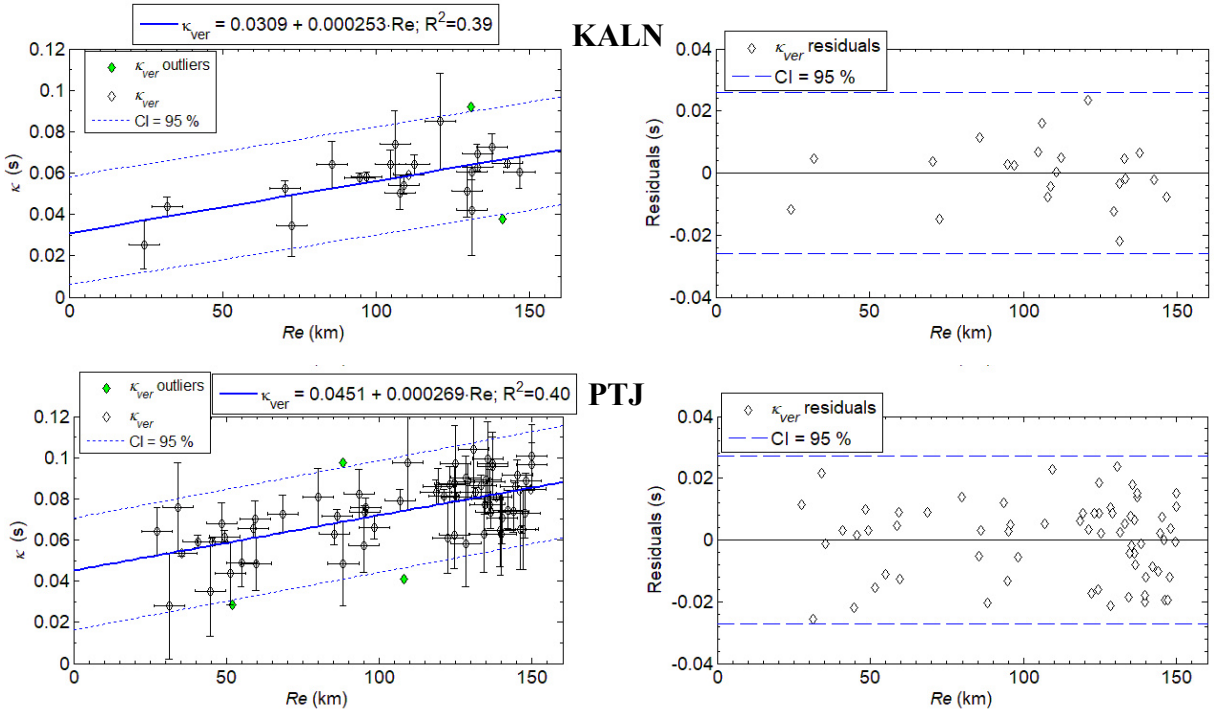 κver = 0.0309 + 0.000253·Re; R²=0.39
KALN
κver outliers
κver
CI = 95 %
0.12
0.1
0.08
0.06
0.04
0.02
0
κ (s)
0 50 100 150
Re (km)
κver residuals
CI = 95 %
0.04
0.02
0
-0.02
-0.04
Residuals (s)
0 50 100 150
Re (km)
κver outliers
κver
CI = 95 %
κver = 0.0451 + 0.000269·Re; R²=0.40
PTJ
0.12
0.1
0.08
0.06
0.04
0.02
0
κ (s)
0 50 100 150
Re (km)
κver residuals
CI = 95 %
0.04
0.02
0
-0.02
-0.04
Residuals (s)
0 50 100 150
Re (km)